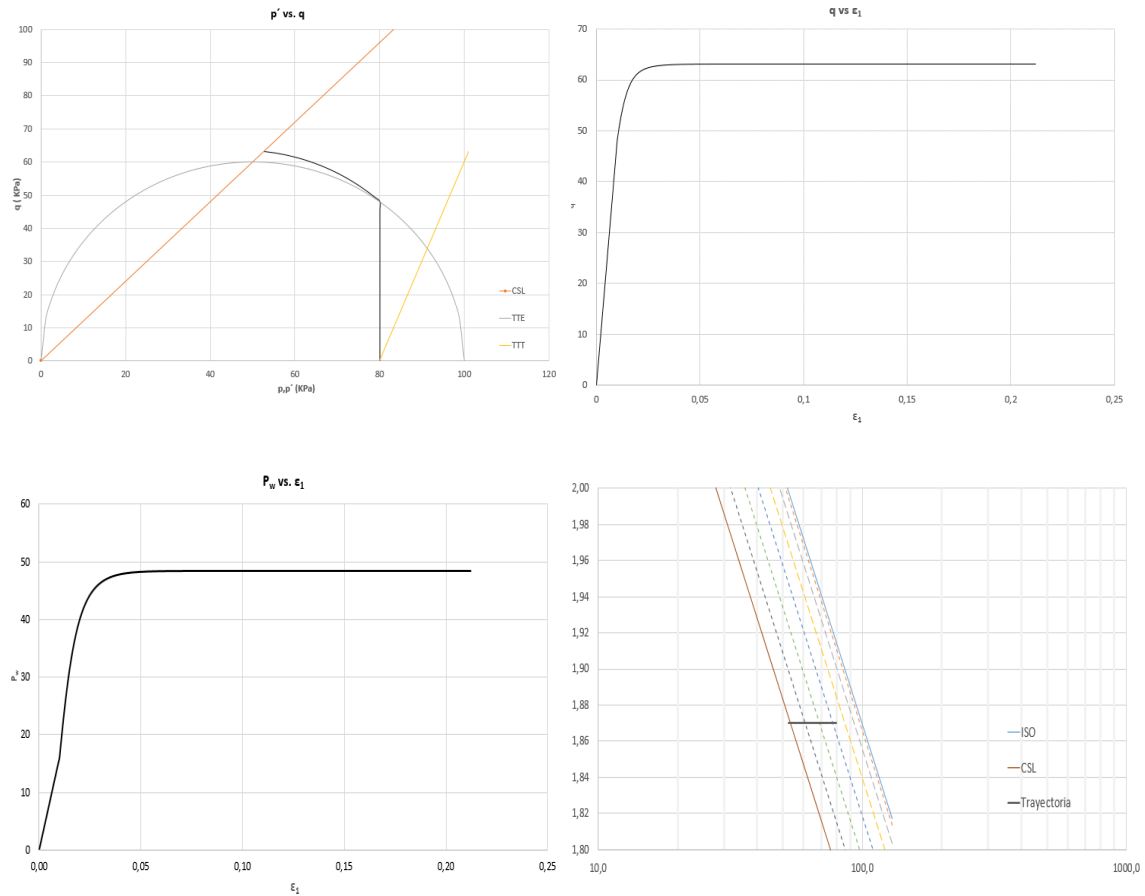 p´ vs. q
100
90
80
70
60
50
40
30
20
10
0
q ( KPa)
0 20 40 60 80 100 120
p,p´ (KPa)
CSL
TTE
TTT
q vs ε1
70
60
50
40
30
20
10
0
0 0,05 0,1 0,15 0,2 0,25
ε1
Pw vs. ε1
60
50
40
30
20
10
0
Pw
0,00 0,05 0,10 0,15 0,20 0,25
ε1
2,00
1,98
1,96
1,94
1,92
1,90
1,88
1,86
1,84
1,82
1,80
10,0 100,0 1000,0
ISO
CSL
Trayectoria